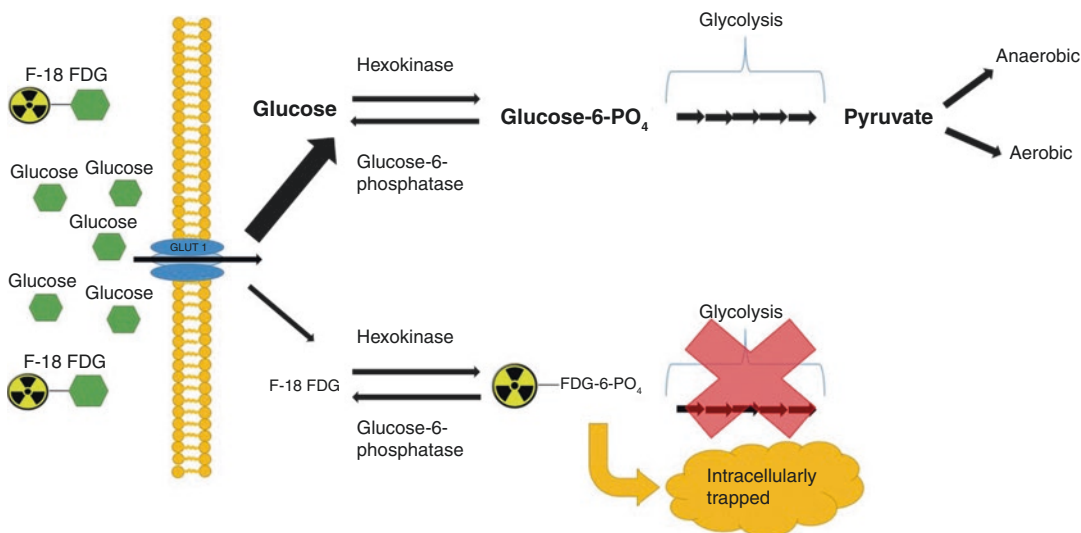 Glycolysis
F-18 FDG
Hexokinase
Anaerobic
Glucose
Glucose-6-PO₄
Pyruvate
Glucose-6-
phosphatase
Aerobic
Glucose
Glucose
Glucose
GLUT 1
Glucose
Glucose
Glycolysis
F-18 FDG
Hexokinase
F-18 FDG
FDG-6-PO₄
Glucose-6-
phosphatase
Intracellularly
trapped